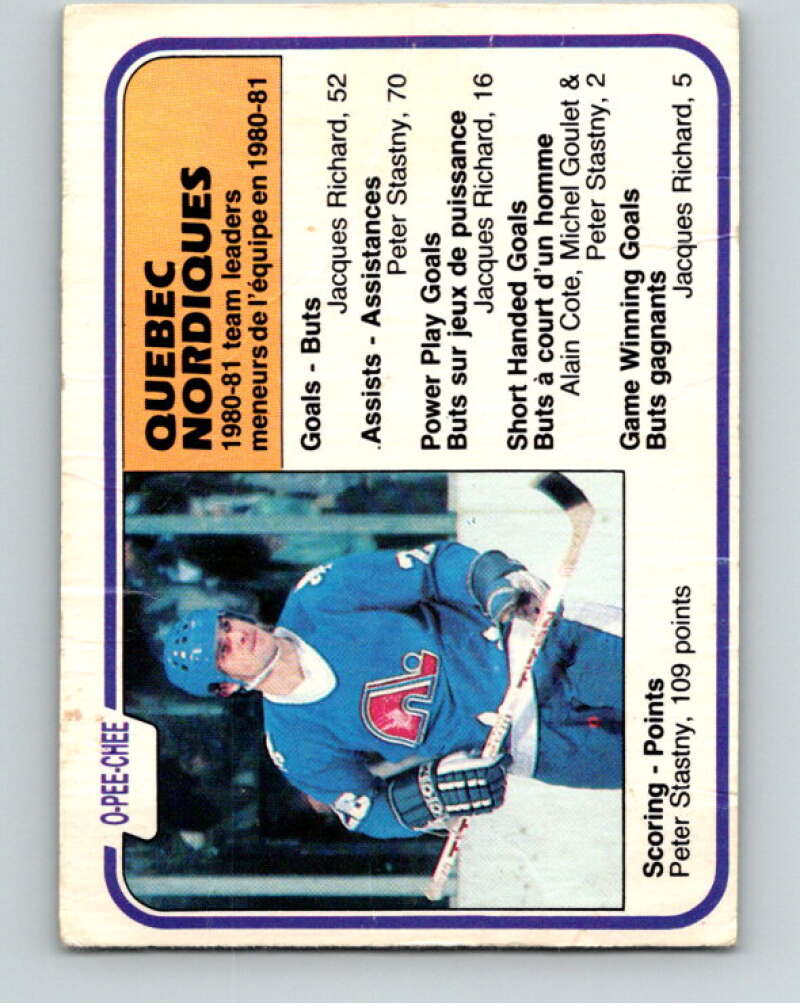 O-PEE-CHEE
QUEBEC
NORDIQUES
1980-81 team leaders
meneurs de l'équipe en 1980-81
Goals - Buts
Jacques Richard, 52
Assists - Assistances
Peter Stastny, 70
Power Play Goals
Buts sur jeux de puissance
Jacques Richard, 16
Short Handed Goals
Buts à court d'un homme
Alain Cote, Michel Goulet &
Peter Stastny, 2
Game Winning Goals
Buts gagnants
Jacques Richard, 5
Scoring - Points
Peter Stastny, 109 points
26
TITAN